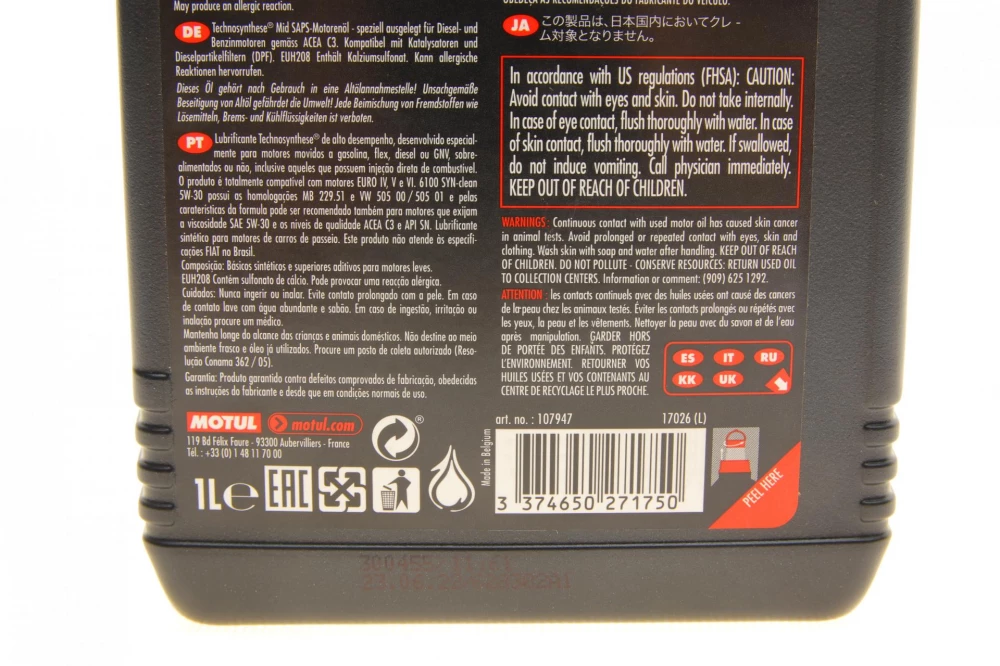 May produce an allergic reaction.
DE Technosynthese® Mid SAPS-Motorenöl - speziell ausgelegt für Diesel- und
Benzinmotoren gemäss ACEA C3. Kompatibel mit Katalysatoren und
Dieselpartikelfiltern (DPF). EUH208 Enthält Kalziumsulfonat. Kann allergische
Reaktionen hervorrufen.
Dieses Öl gehört nach Gebrauch in eine Altölannahmestelle! Unsachgemäße
Beseitigung von Altöl gefährdet die Umwelt! Jede Beimischung von Fremdstoffen wie
Lösemitteln, Brems- und Kühlflüssigkeiten ist verboten.
PT Lubrificante Technosynthese® de alto desempenho, desenvolvido especial-
mente para motores movidos a gasolina, flex, diesel ou GNV, sobre-
alimentados ou não, inclusive aqueles que possuem injeção direta de combustível.
O produto é totalmente compatível com motores EURO IV, V e VI. 6100 SYN-clean
5W-30 possui as homologações MB 229.51 e VW 505 00/505 01 e pelas
caraterísticas da formula pode ser recomendado também para motores que exijam
a viscosidade SAE 5W-30 e os níveis de qualidade ACEA C3 e API SN. Lubrificante
sintético para motores de carros de passeio. Este produto não atende às especifi-
cações FIAT no Brasil.
Composição: Básicos sintéticos e superiores aditivos para motores leves.
EUH208 Contém sulfonato de cálcio. Pode provocar uma reacção alérgica.
Cuidados: Nunca ingerir ou inalar. Evite contato prolongado com a pele. Em caso
de contato lave com água abundante e sabão. Em caso de ingestão, irritação ou
inalação procure um médico.
Mantenha longe do alcance das crianças e animais domésticos. Não destine ao meio
ambiente frasco e óleo já utilizados. Procure um posto de coleta autorizado (Reso-
lução Conama 362 / 05).
Garantia: Produto garantido contra defeitos comprovados de fabricação, obedecidas
as instruções do fabricante e desde que em condições normais de uso.
MOTUL motul.com
119 Bd Félix Faure - 93300 Aubervilliers - France
Tél. : +33 (0) 1 48 11 70 00
1L e EAC
OBEDEÇA AS RECOMENDAÇÕES DO FABRICANTE DO VEÍCULO.
JA この製品は、日本国内においてクレ -
ム対象となりません。
In accordance with US regulations (FHSA): CAUTION:
Avoid contact with eyes and skin. Do not take internally.
In case of eye contact, flush thoroughly with water. In case
of skin contact, flush thoroughly with water. If swallowed,
do not induce vomiting. Call physician immediately.
KEEP OUT OF REACH OF CHILDREN.
WARNINGS : Continuous contact with used motor oil has caused skin cancer
in animal tests. Avoid prolonged or repeated contact with eyes, skin and
clothing. Wash skin with soap and water after handling. KEEP OUT OF REACH
OF CHILDREN. DO NOT POLLUTE - CONSERVE RESOURCES: RETURN USED OIL
TO COLLECTION CENTERS. Information or comment: (909) 625 1292.
ATTENTION : les contacts continuels avec des huiles usées ont causé des cancers
de la peau chez les animaux testés. Éviter les contacts prolongés ou répétés avec
les yeux, la peau et les vêtements. Nettoyer la peau avec du savon et de l'eau
après manipulation. GARDER HORS
DE PORTÉE DES ENFANTS. PROTÉGEZ
L'ENVIRONNEMENT. RETOURNER VOS
HUILES USÉES ET VOS CONTENANTS AU
CENTRE DE RECYCLAGE LE PLUS PROCHE.
ES IT RU
KK UK
art. no. : 107947 17026 (L)
Made in Belgium
3 374650 271750
PEEL HERE